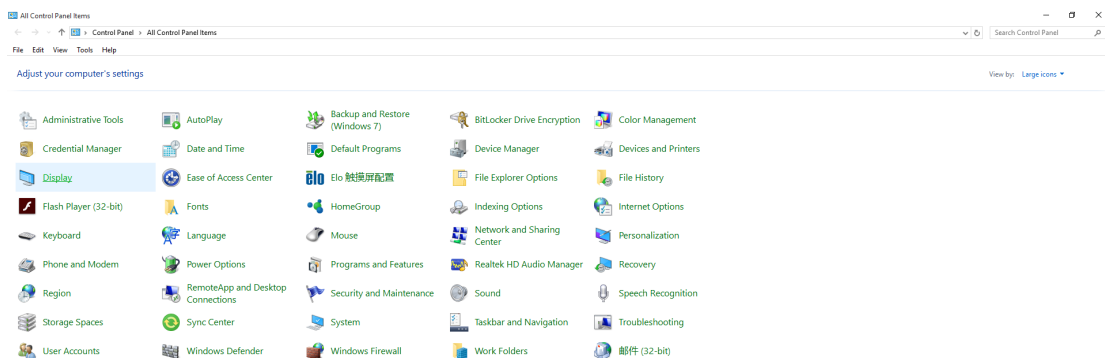 All Control Panel Items
Control Panel › All Control Panel Items
Search Control Panel
File Edit View Tools Help
Adjust your computer's settings
View by: Large icons
Administrative Tools
AutoPlay
Backup and Restore
(Windows 7)
BitLocker Drive Encryption
Color Management
Credential Manager
Date and Time
Default Programs
Device Manager
Devices and Printers
Display
Ease of Access Center
elo
Elo 触摸屏配置
File Explorer Options
File History
Flash Player (32-bit)
Fonts
HomeGroup
Indexing Options
Internet Options
Keyboard
Language
Mouse
Network and Sharing
Center
Personalization
Phone and Modem
Power Options
Programs and Features
Realtek HD Audio Manager
Recovery
Region
RemoteApp and Desktop
Connections
Security and Maintenance
Sound
Speech Recognition
Storage Spaces
Sync Center
System
Taskbar and Navigation
Troubleshooting
User Accounts
Windows Defender
Windows Firewall
Work Folders
邮件 (32-bit)